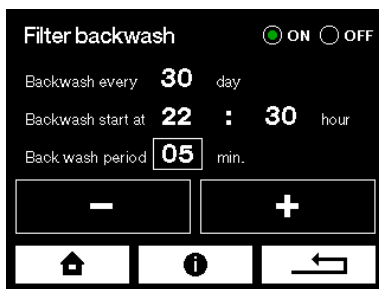 Filter backwash ON OFF
Backwash every 30 day
Backwash start at 22 : 30 hour
Back wash period 05 min.
− +